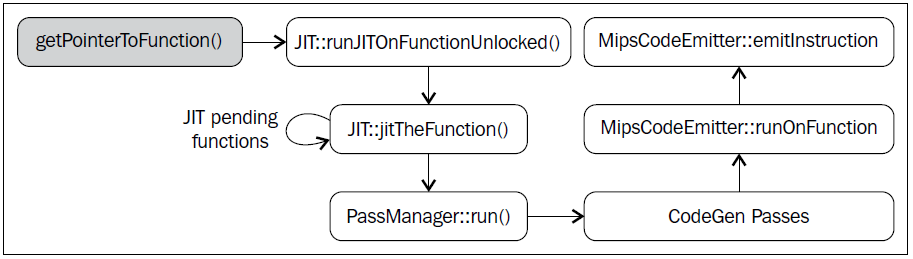 getPointerToFunction()
JIT::runJITOnFunctionUnlocked()
MipsCodeEmitter::emitInstruction
JIT pending
functions
JIT::jitTheFunction()
MipsCodeEmitter::runOnFunction
PassManager::run()
CodeGen Passes